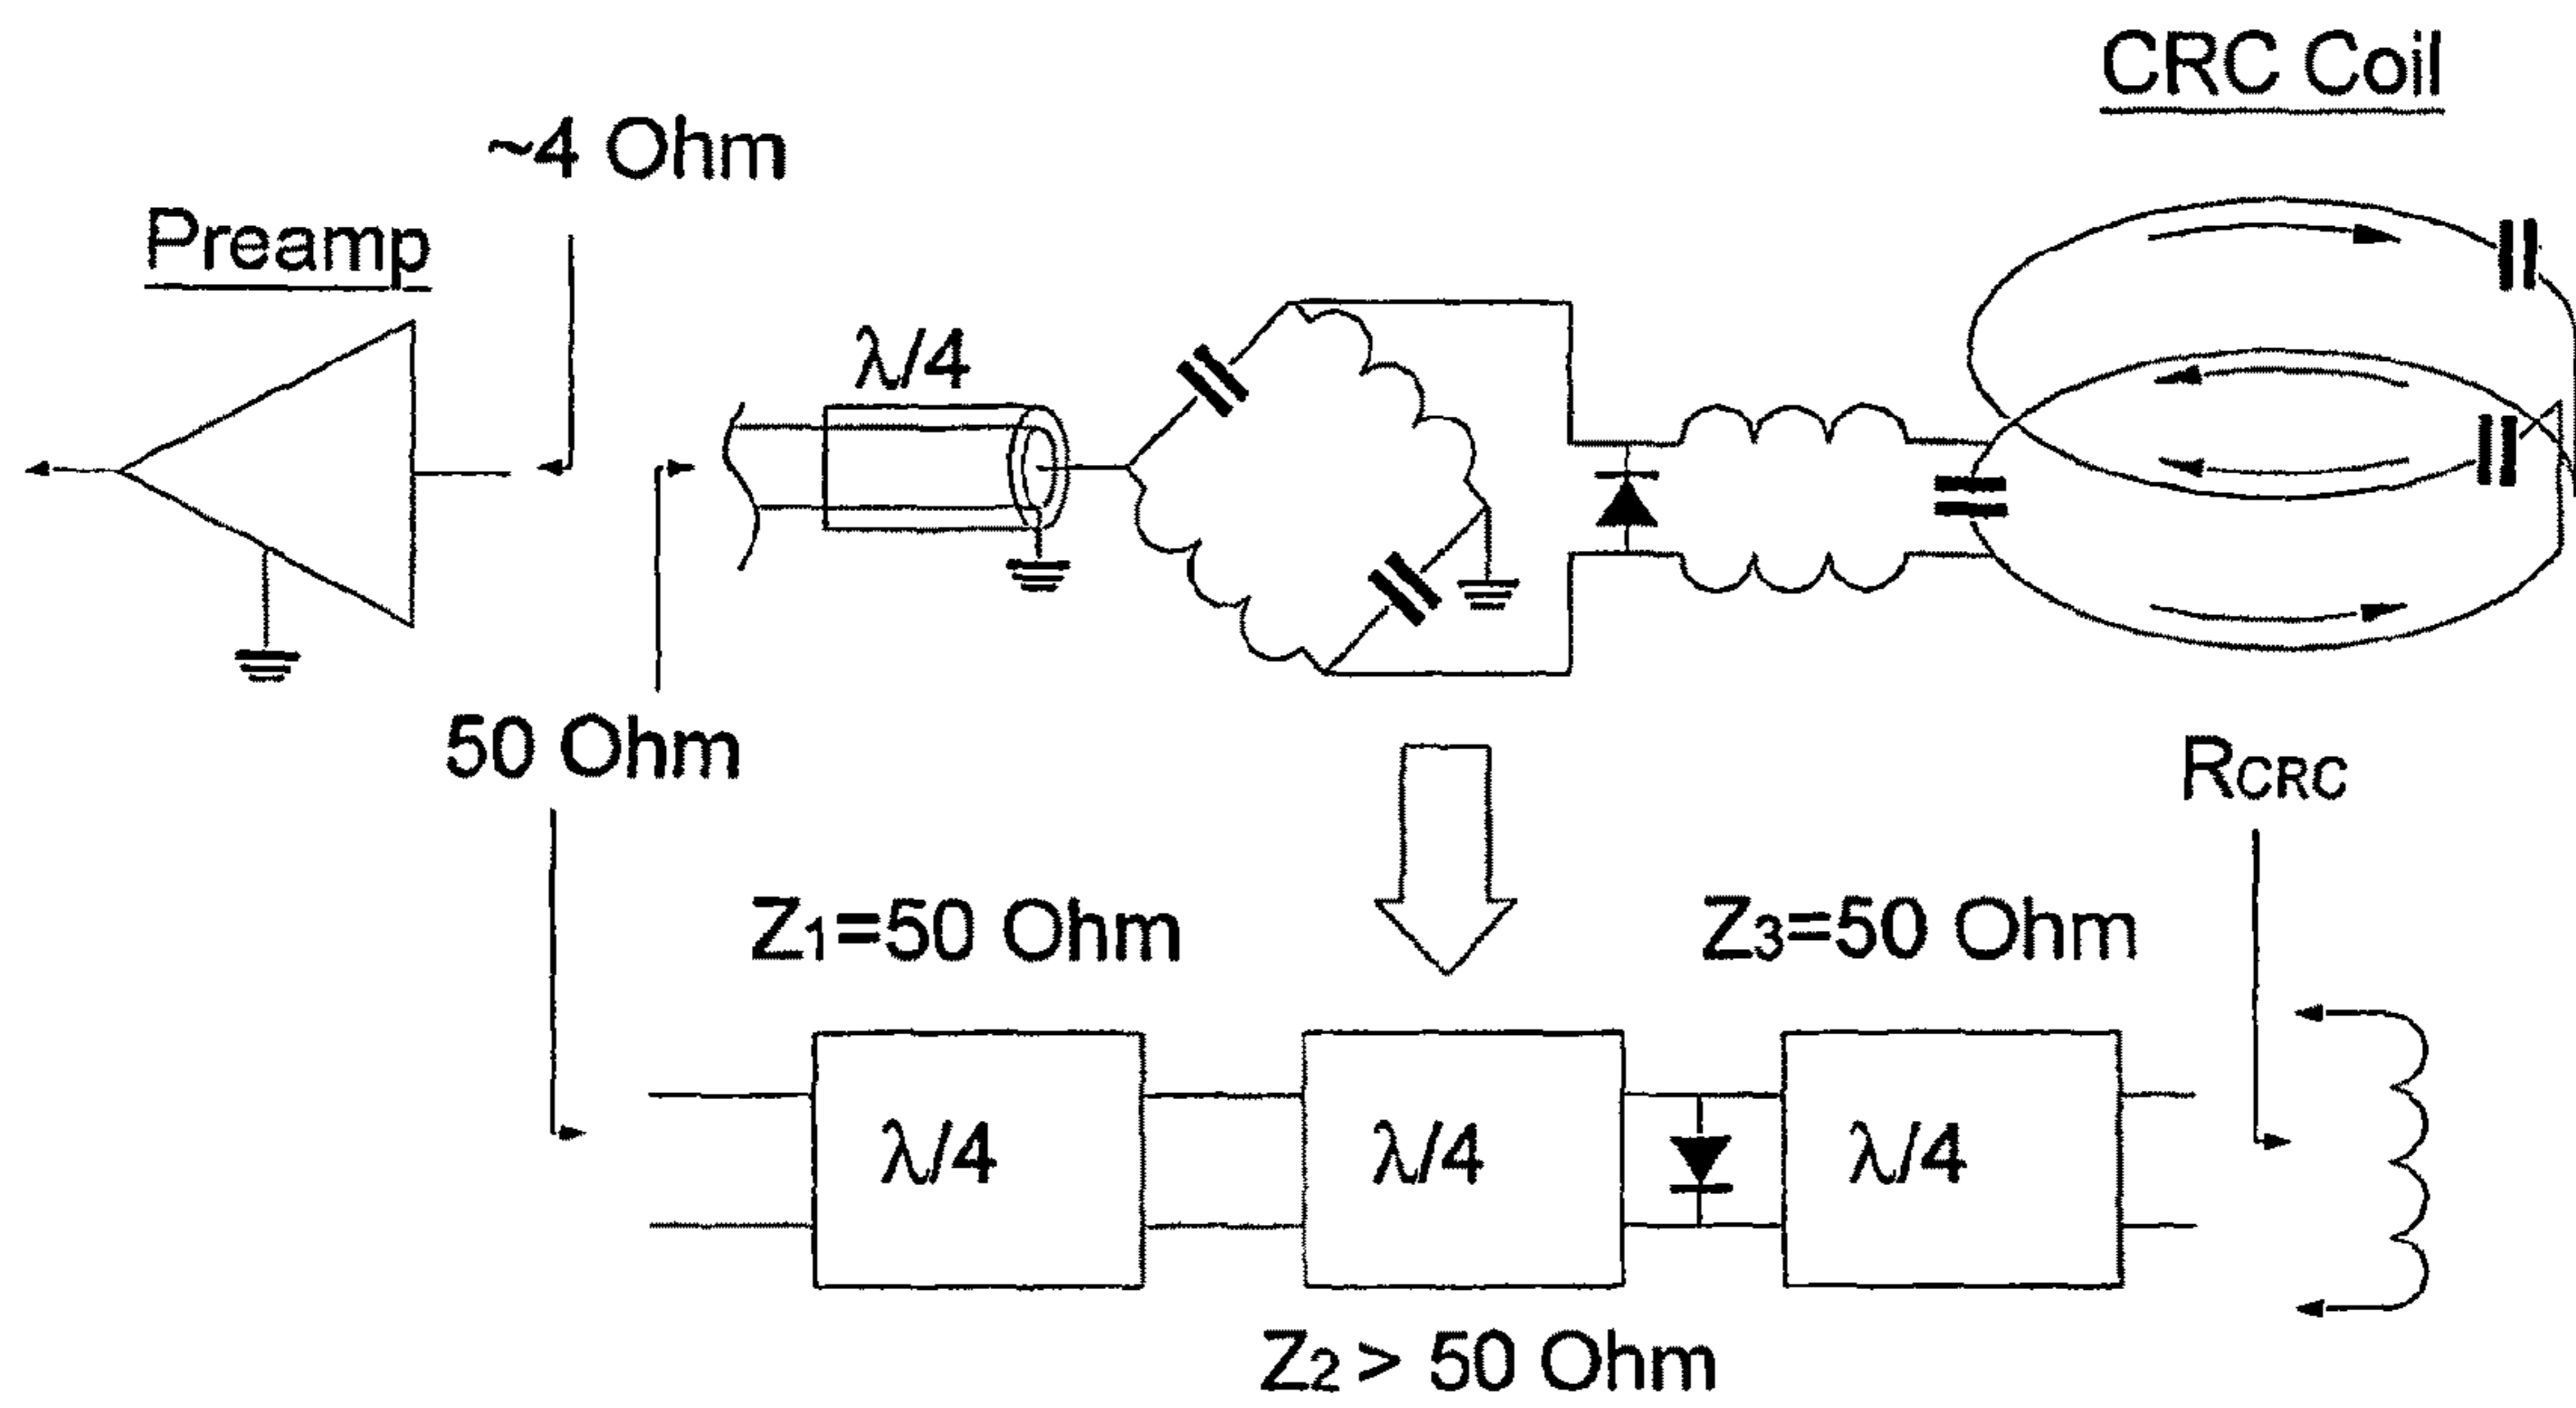 CRC Coil
~4 Ohm
Preamp
λ/4
50 Ohm
RCRC
Z1=50 Ohm
Z3=50 Ohm
λ/4
λ/4
λ/4
Z2 > 50 Ohm